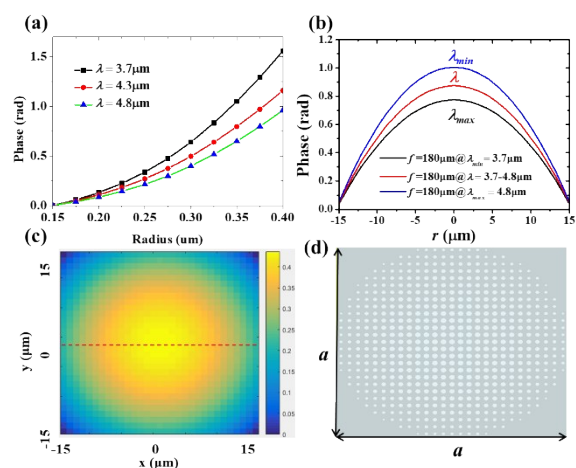 (a)
Phase (rad)
1.5
1.0
0.5
0.0
λ = 3.7μm
λ = 4.3μm
λ = 4.8μm
0.15
0.20
0.25
0.30
0.35
0.40
Radius (um)
(b)
Phase (rad)
1.2
1.0
0.8
0.6
0.4
0.2
0.0
λmin
λ
λmax
f=180μm@λmin= 3.7μm
f=180μm@λ= 3.7-4.8μm
f=180μm@λmax= 4.8μm
-15
-10
-5
0
5
10
15
r (μm)
(c)
y (μm)
15
0
-15
-15
0
15
x (μm)
0.4
0.35
0.3
0.25
0.2
0.15
0.1
0.05
0
(d)
a
a